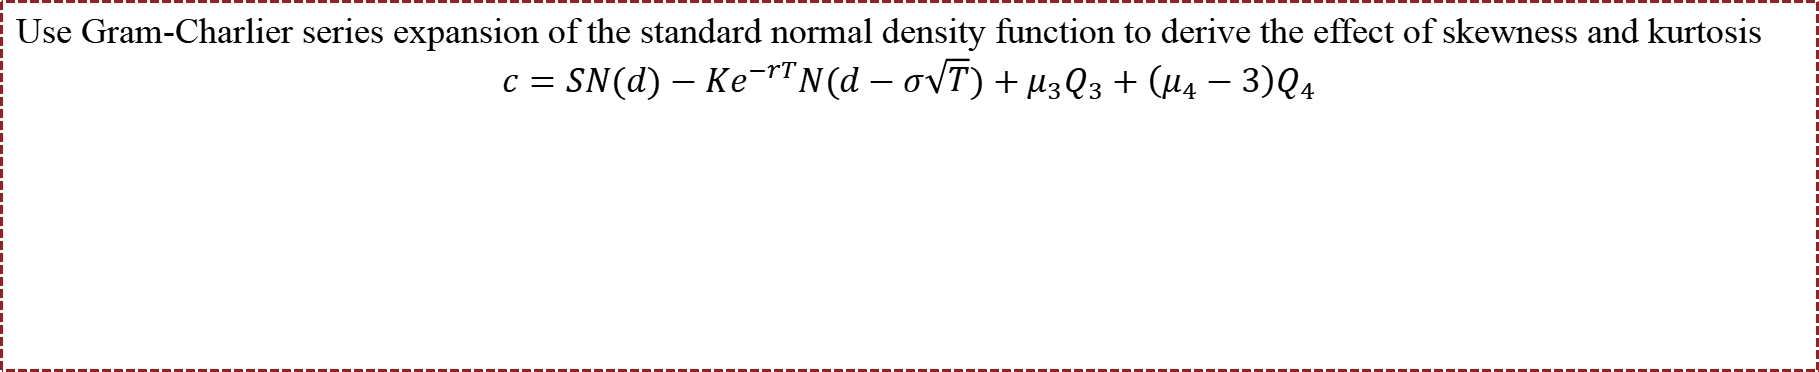 Use Gram-Charlier series expansion of the standard normal density function to derive the effect of skewness and kurtosis
c = SN(d) − Ke^{−rT}N(d − σ√T) + μ₃Q₃ + (μ₄ − 3)Q₄